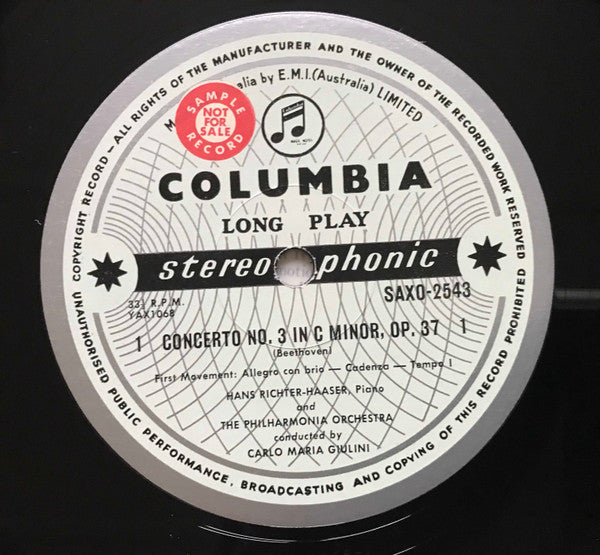 UNAUTHORISED PUBLIC PERFORMANCE, BROADCASTING AND COPYING OF THIS RECORD PROHIBITED
COPYRIGHT RECORD — ALL RIGHTS OF THE MANUFACTURER AND THE OWNER OF THE RECORDED WORK RESERVED
by E.M.I.(Australia) LIMITED
SAMPLE
NOT
FOR
SALE
RECORD
Columbia
COLUMBIA
LONG PLAY
stereophonic
SAXO-2543
33⅓ R.P.M.
YAX1068
1 CONCERTO NO. 3 IN C MINOR, OP. 37 1
(Beethoven)
First Movement: Allegro con brio — Cadenza — Tempo I
HANS RICHTER-HAASER, Piano
and
THE PHILHARMONIA ORCHESTRA
conducted by
CARLO MARIA GIULINI